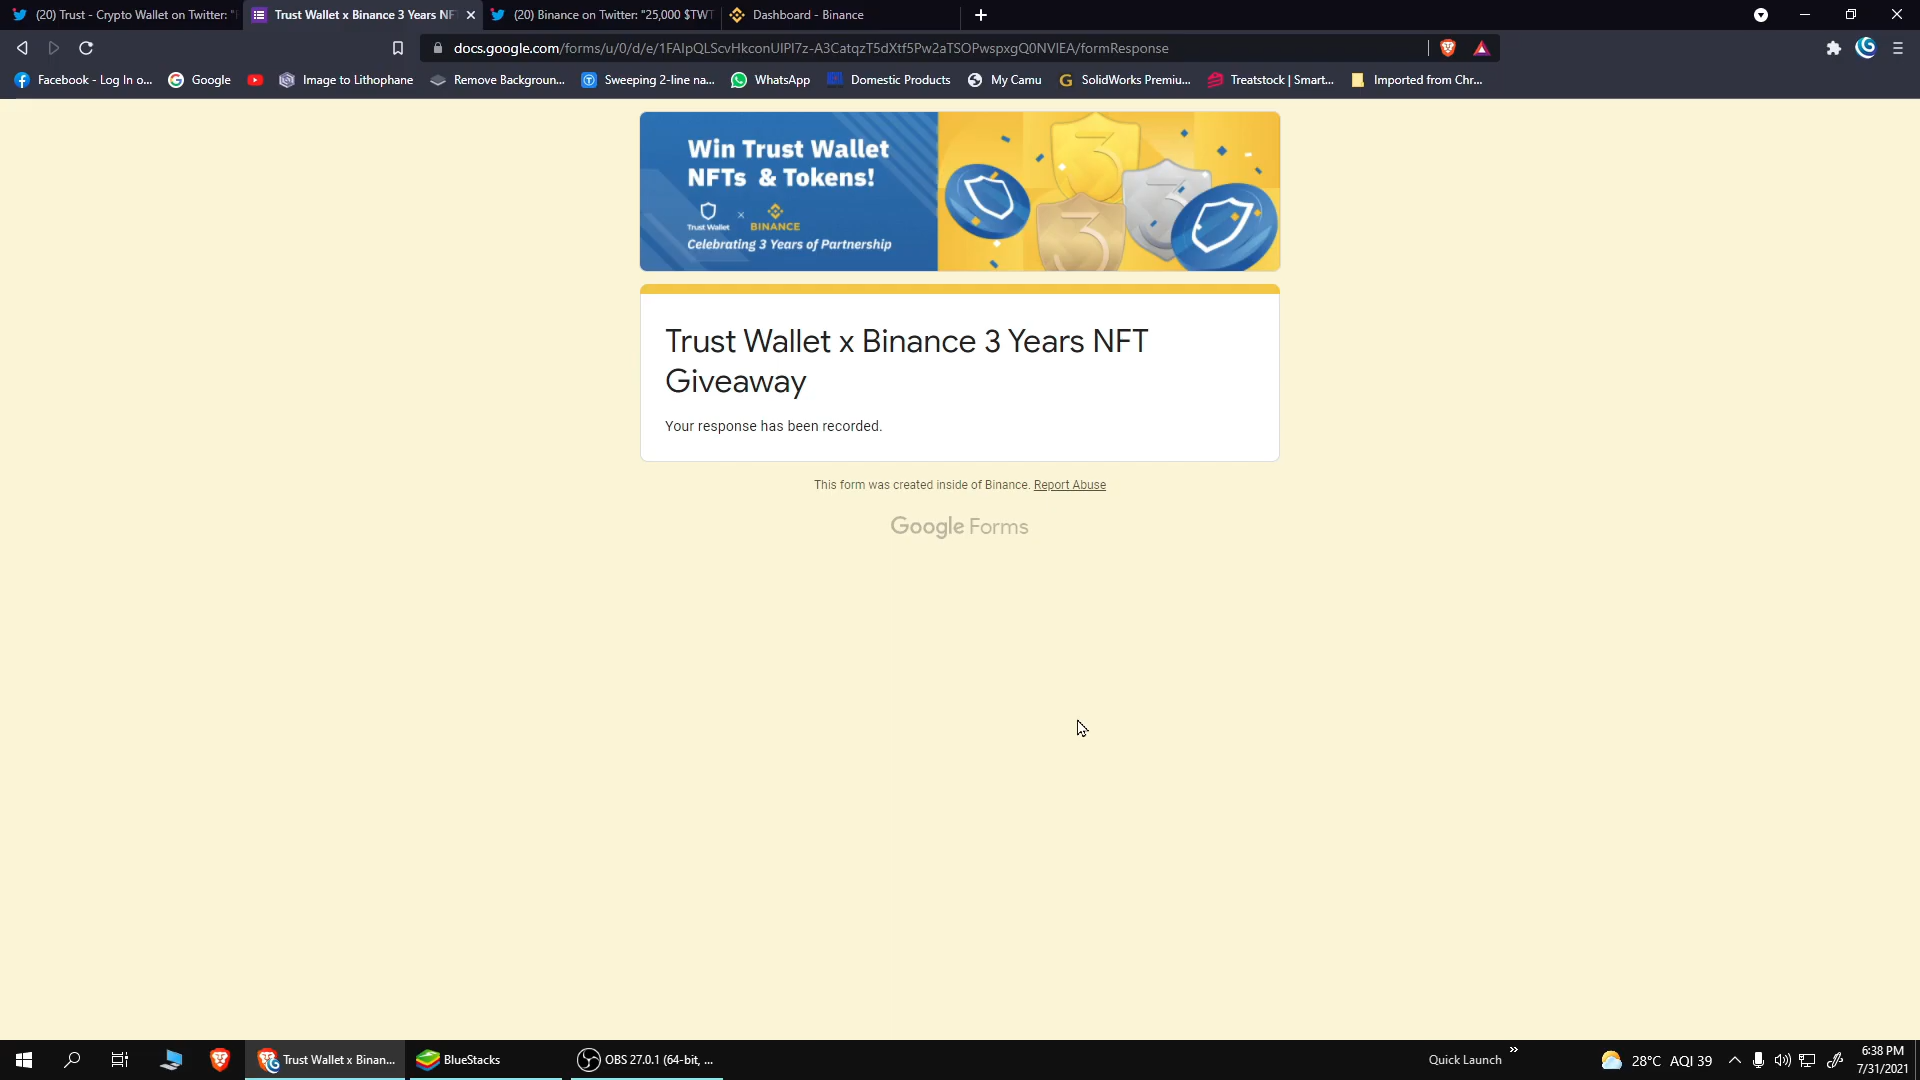 (20) Trust - Crypto Wallet on Twitter: "
Trust Wallet x Binance 3 Years NF
(20) Binance on Twitter: "25,000 $TWT
Dashboard - Binance
docs.google.com/forms/u/0/d/e/1FAIpQLScvHkconUIPI7z-A3CatqzT5dXtf5Pw2aTSOPwspxgQ0NVIEA/formResponse
Facebook - Log In o...
Google
Image to Lithophane
Remove Backgroun...
Sweeping 2-line na...
WhatsApp
Domestic Products
My Camu
SolidWorks Premiu...
Treatstock | Smart...
Imported from Chr...
Win Trust Wallet
NFTs & Tokens!
Trust Wallet × BINANCE
Celebrating 3 Years of Partnership
3
3
3
Trust Wallet x Binance 3 Years NFT
Giveaway
Your response has been recorded.
This form was created inside of Binance. Report Abuse
Google Forms
Trust Wallet x Binan...
BlueStacks
OBS 27.0.1 (64-bit, ...
Quick Launch
28°C AQI 39
6:38 PM
7/31/2021